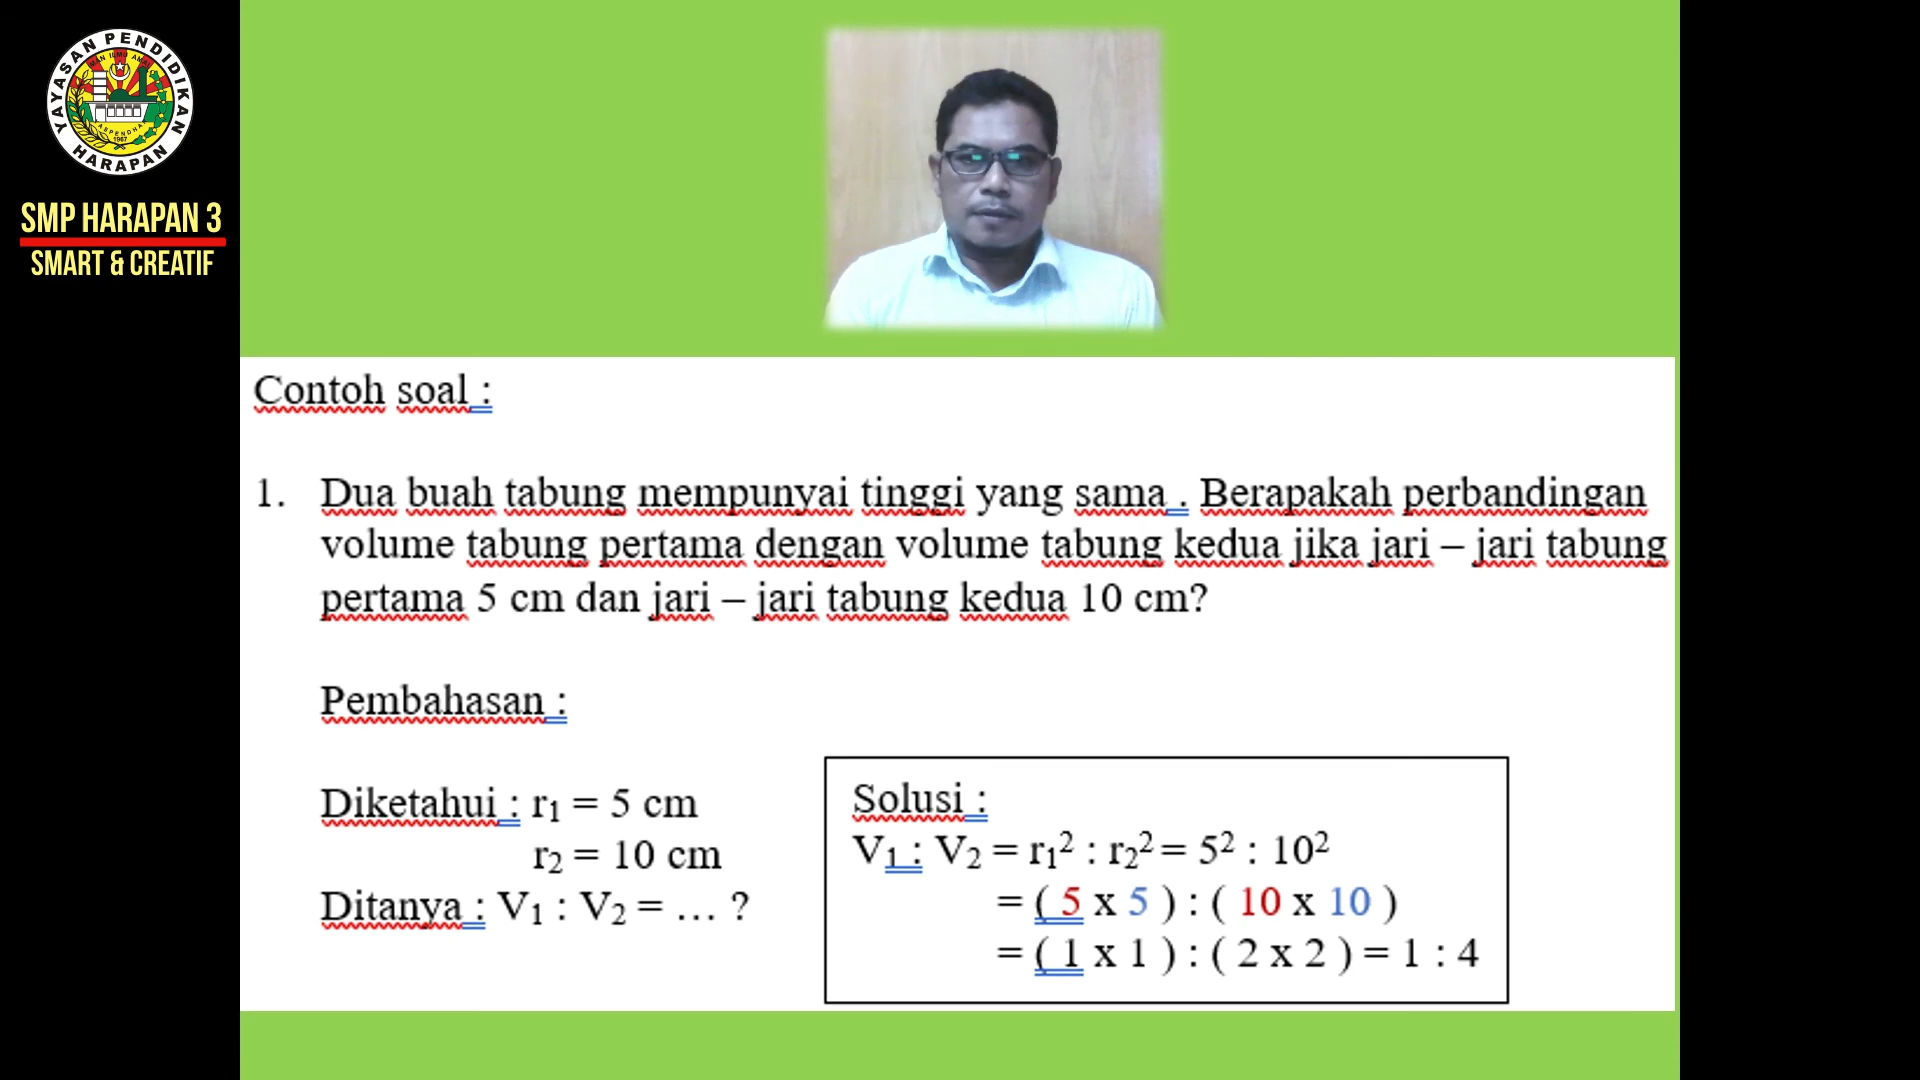 YAYASAN PENDIDIKAN
HARAPAN
ASPENDHAR
1967
SMP HARAPAN 3
SMART & CREATIF
Contoh soal :
1. Dua buah tabung mempunyai tinggi yang sama . Berapakah perbandingan
volume tabung pertama dengan volume tabung kedua jika jari – jari tabung
pertama 5 cm dan jari – jari tabung kedua 10 cm?
Pembahasan :
Diketahui : r₁ = 5 cm
r₂ = 10 cm
Ditanya : V₁ : V₂ = … ?
Solusi :
V₁ : V₂ = r₁² : r₂² = 5² : 10²
= ( 5 x 5 ) : ( 10 x 10 )
= ( 1 x 1 ) : ( 2 x 2 ) = 1 : 4